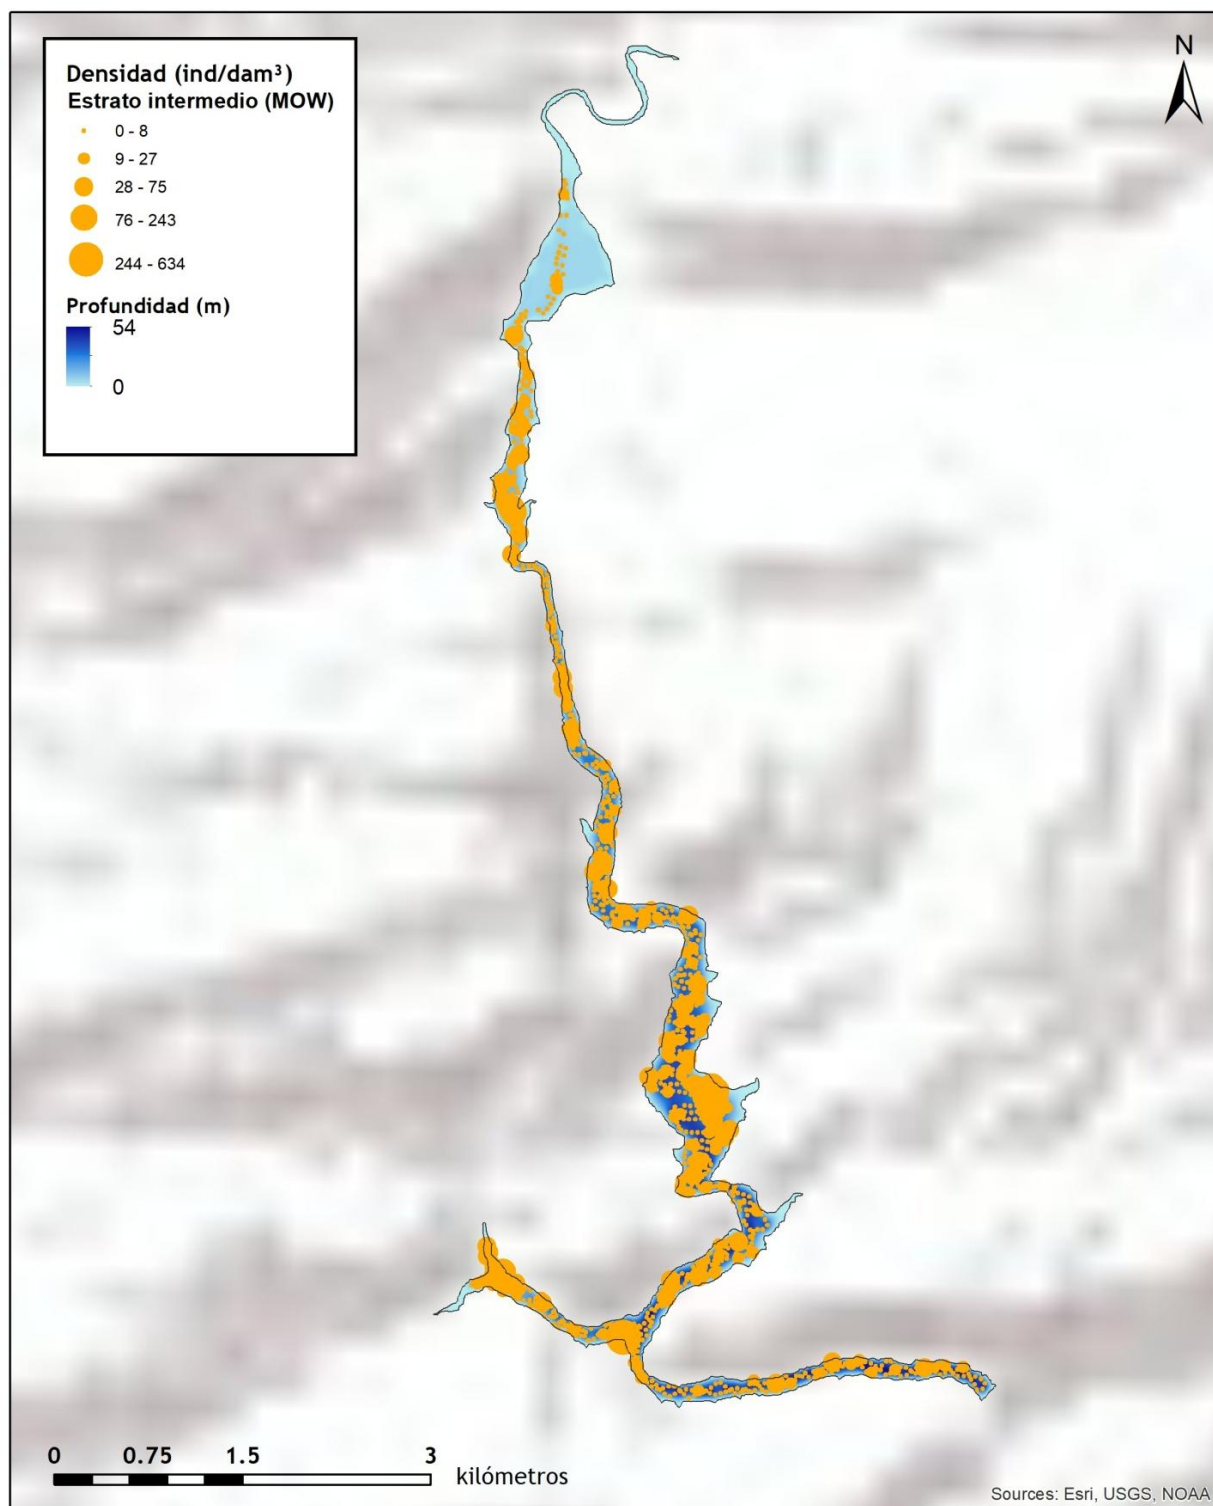 Densidad (ind/dam³)
Estrato intermedio (MOW)
0 - 8
9 - 27
28 - 75
76 - 243
244 - 634
Profundidad (m)
54
0
N
0 0.75 1.5 3
kilómetros
Sources: Esri, USGS, NOAA